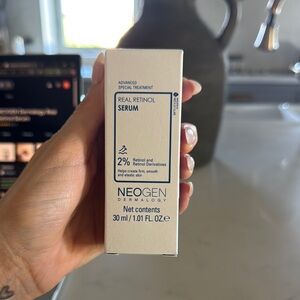 ADVANCED
SPECIAL TREATMENT
REAL RETINOL
SERUM
2% Retinol and
Retinol Derivatives
Helps create firm, smooth
and elastic skin
NEOGEN
DERMALOGY
Net contents
30 ml / 1.01 FL. OZ.e